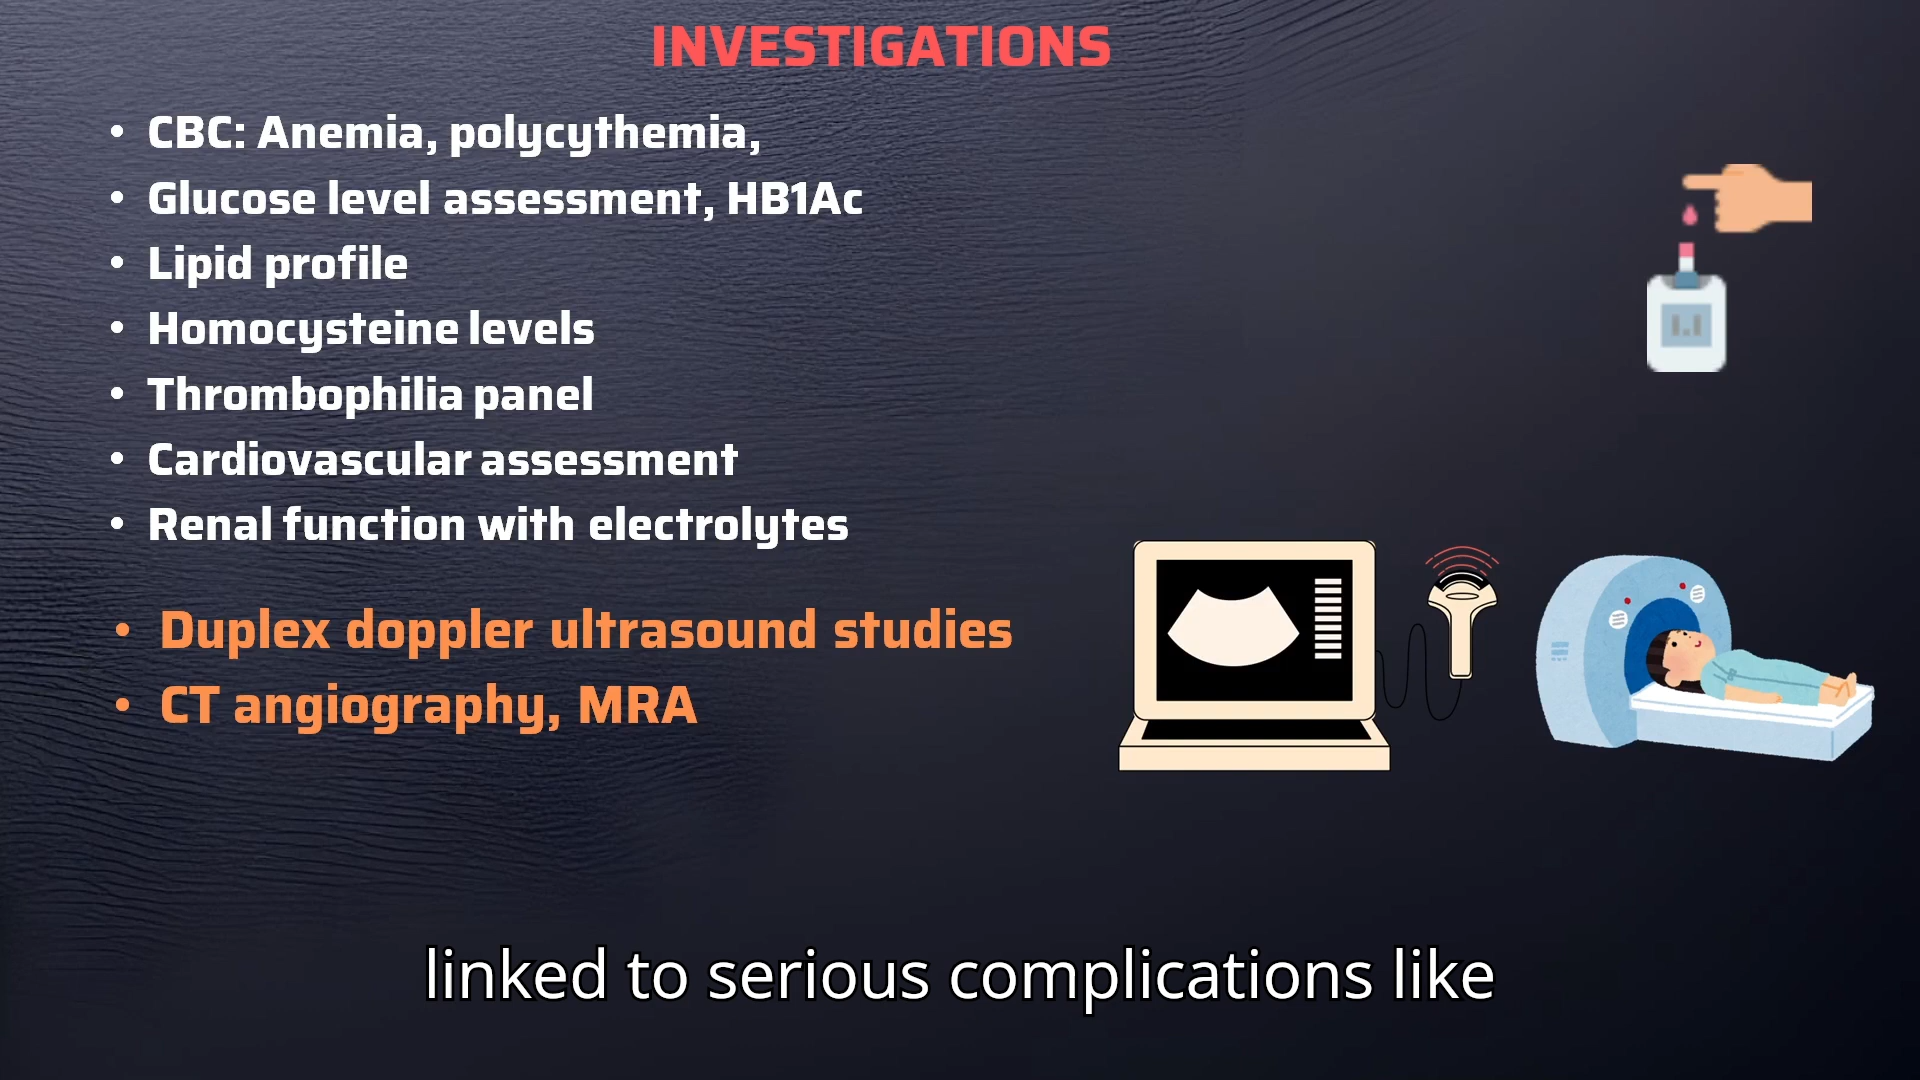 INVESTIGATIONS
• CBC: Anemia, polycythemia,
• Glucose level assessment, HB1Ac
• Lipid profile
• Homocysteine levels
• Thrombophilia panel
• Cardiovascular assessment
• Renal function with electrolytes
• Duplex doppler ultrasound studies
• CT angiography, MRA
linked to serious complications like